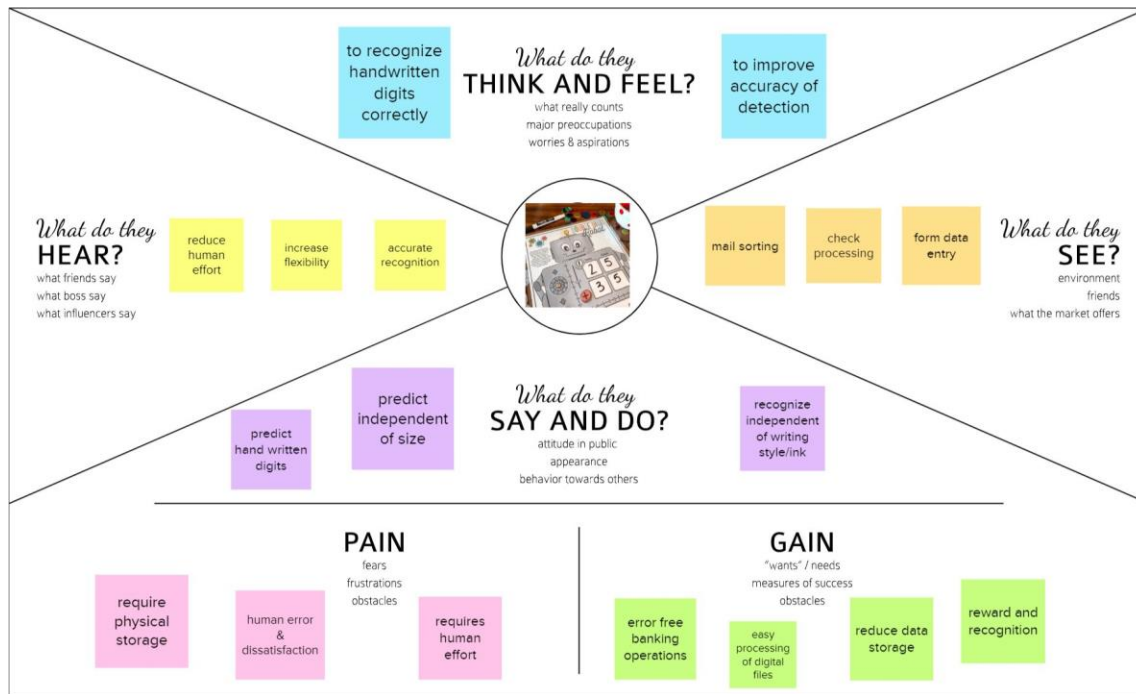 to recognize
handwritten
digits
correctly
What do they
THINK AND FEEL?
what really counts
major preoccupations
worries & aspirations
to improve
accuracy of
detection
What do they
HEAR?
what friends say
what boss say
what influencers say
reduce
human
effort
increase
flexibility
accurate
recognition
2 5
3 5
mail sorting
check
processing
form data
entry
What do they
SEE?
environment
friends
what the market offers
predict
hand written
digits
predict
independent
of size
What do they
SAY AND DO?
attitude in public
appearance
behavior towards others
recognize
independent
of writing
style/ink
PAIN
fears
frustrations
obstacles
require
physical
storage
human error
&
dissatisfaction
requires
human
effort
GAIN
"wants" / needs
measures of success
obstacles
error free
banking
operations
easy
processing
of digital
files
reduce data
storage
reward and
recognition